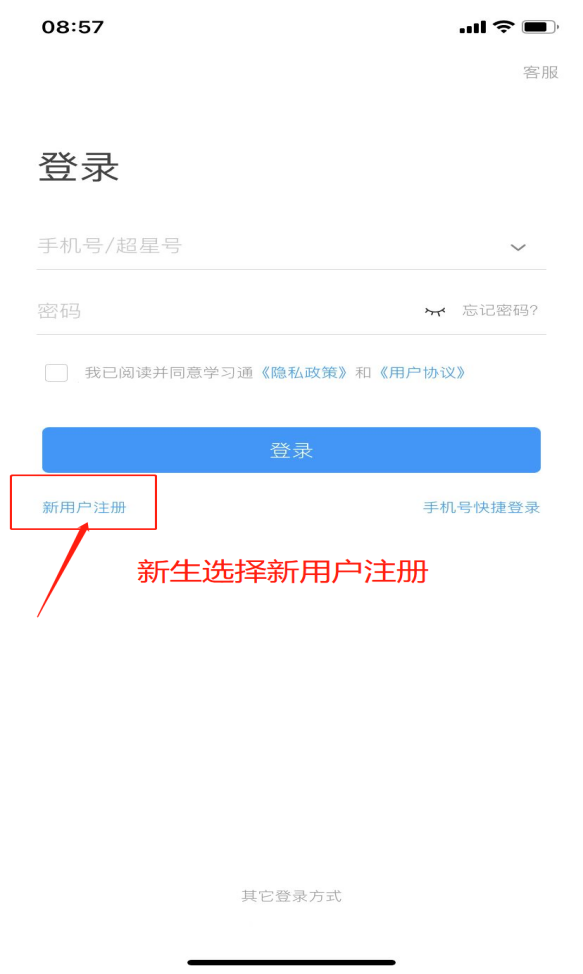 08:57
客服
登录
手机号/超星号
密码
忘记密码?
我已阅读并同意学习通《隐私政策》和《用户协议》
登录
新用户注册
手机号快捷登录
新生选择新用户注册
其它登录方式